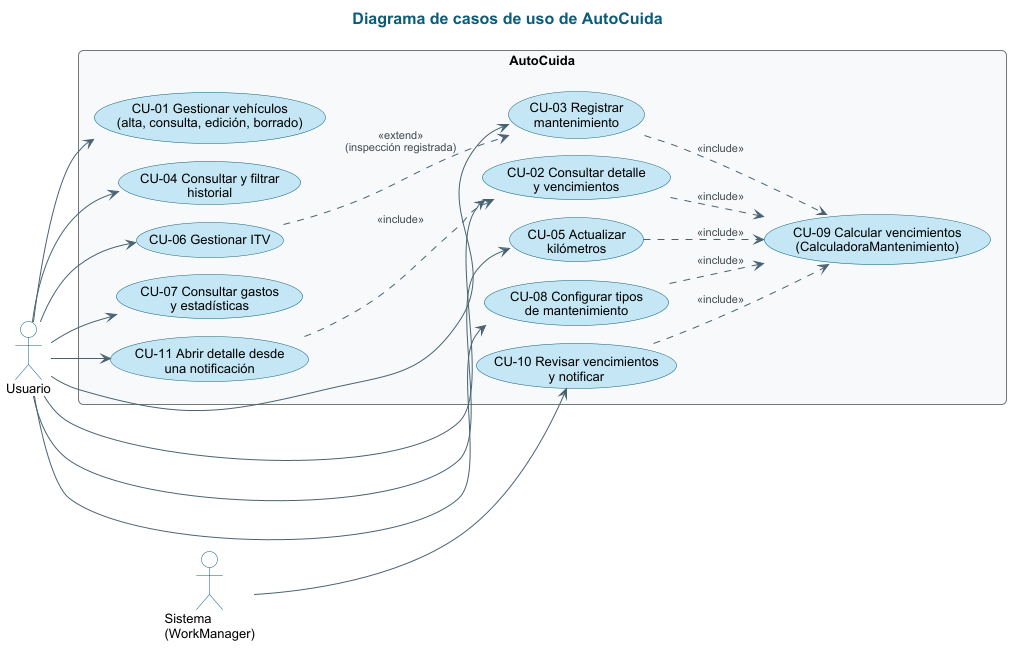 Diagrama de casos de uso de AutoCuida
AutoCuida
CU-01 Gestionar vehículos
(alta, consulta, edición, borrado)
CU-04 Consultar y filtrar
historial
CU-06 Gestionar ITV
CU-07 Consultar gastos
y estadísticas
CU-11 Abrir detalle desde
una notificación
«extend»
(inspección registrada)
«include»
CU-03 Registrar
mantenimiento
CU-02 Consultar detalle
y vencimientos
CU-05 Actualizar
kilómetros
CU-08 Configurar tipos
de mantenimiento
CU-10 Revisar vencimientos
y notificar
«include»
«include»
«include»
«include»
«include»
CU-09 Calcular vencimientos
(CalculadoraMantenimiento)
Usuario
Sistema
(WorkManager)